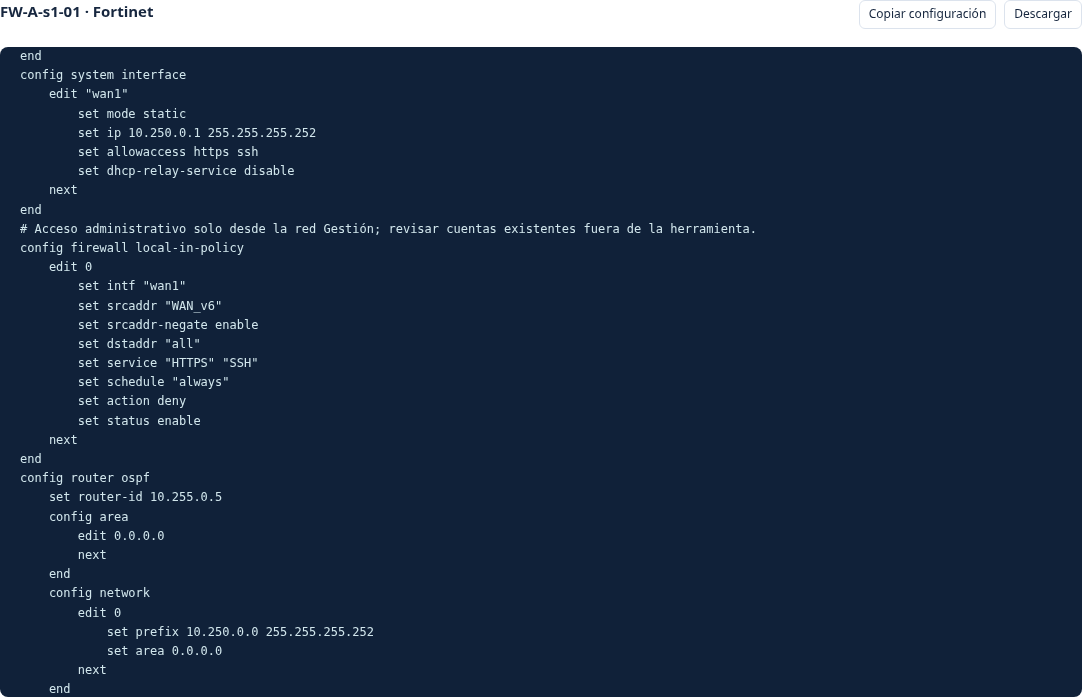 FW-A-s1-01 · Fortinet
Copiar configuración
Descargar
end
config system interface
    edit "wan1"
        set mode static
        set ip 10.250.0.1 255.255.255.252
        set allowaccess https ssh
        set dhcp-relay-service disable
    next
end
# Acceso administrativo solo desde la red Gestión; revisar cuentas existentes fuera de la herramienta.
config firewall local-in-policy
    edit 0
        set intf "wan1"
        set srcaddr "WAN_v6"
        set srcaddr-negate enable
        set dstaddr "all"
        set service "HTTPS" "SSH"
        set schedule "always"
        set action deny
        set status enable
    next
end
config router ospf
    set router-id 10.255.0.5
    config area
        edit 0.0.0.0
        next
    end
    config network
        edit 0
            set prefix 10.250.0.0 255.255.255.252
            set area 0.0.0.0
        next
    end